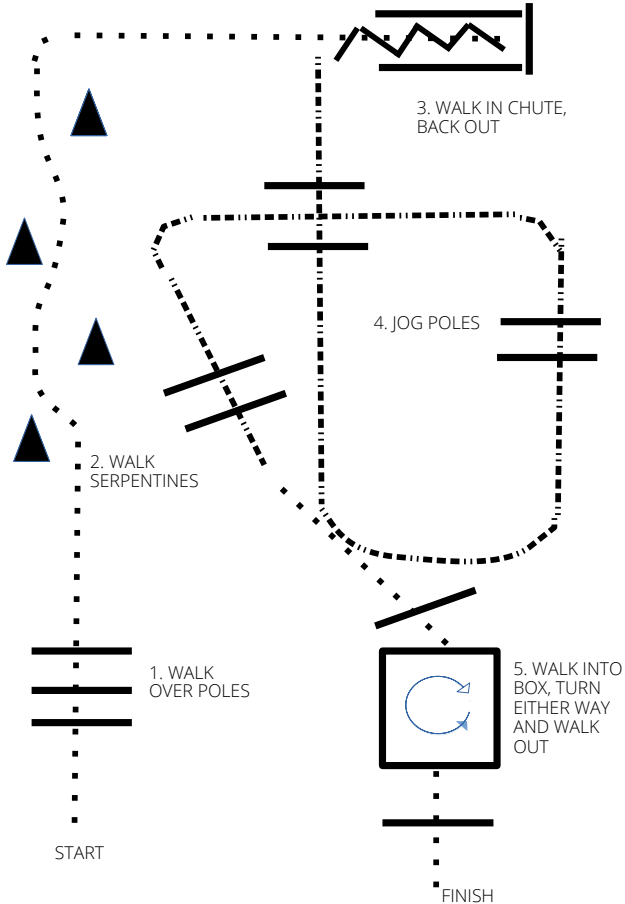 3. WALK IN CHUTE,
BACK OUT
4. JOG POLES
2. WALK
SERPENTINES
1. WALK
OVER POLES
5. WALK INTO
BOX, TURN
EITHER WAY
AND WALK
OUT
START
FINISH